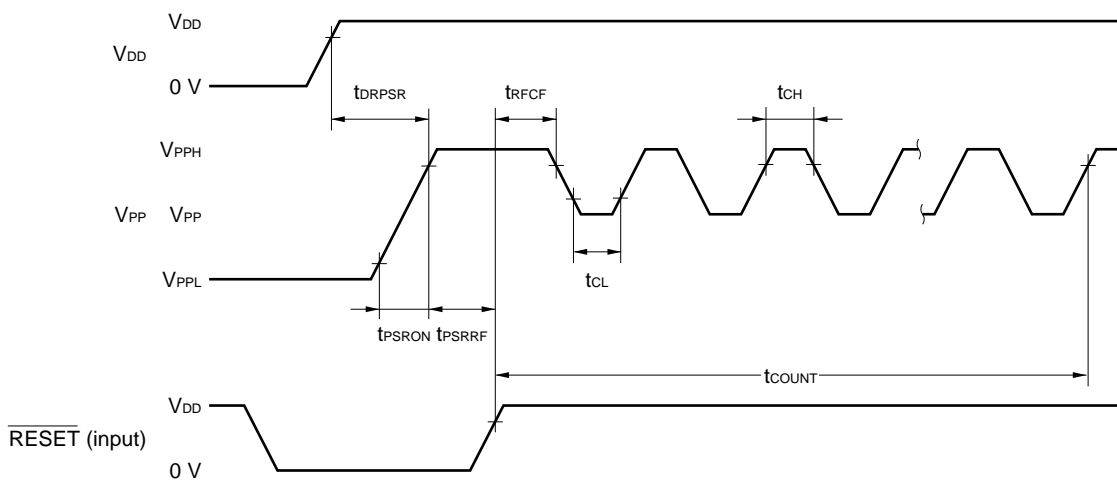 VDD
VDD
0 V
tDRPSR
tRFCF
tCH
VPPH
VPP VPP
tCL
VPPL
tPSRON tPSRRF
tCOUNT
VDD
RESET (input)
0 V